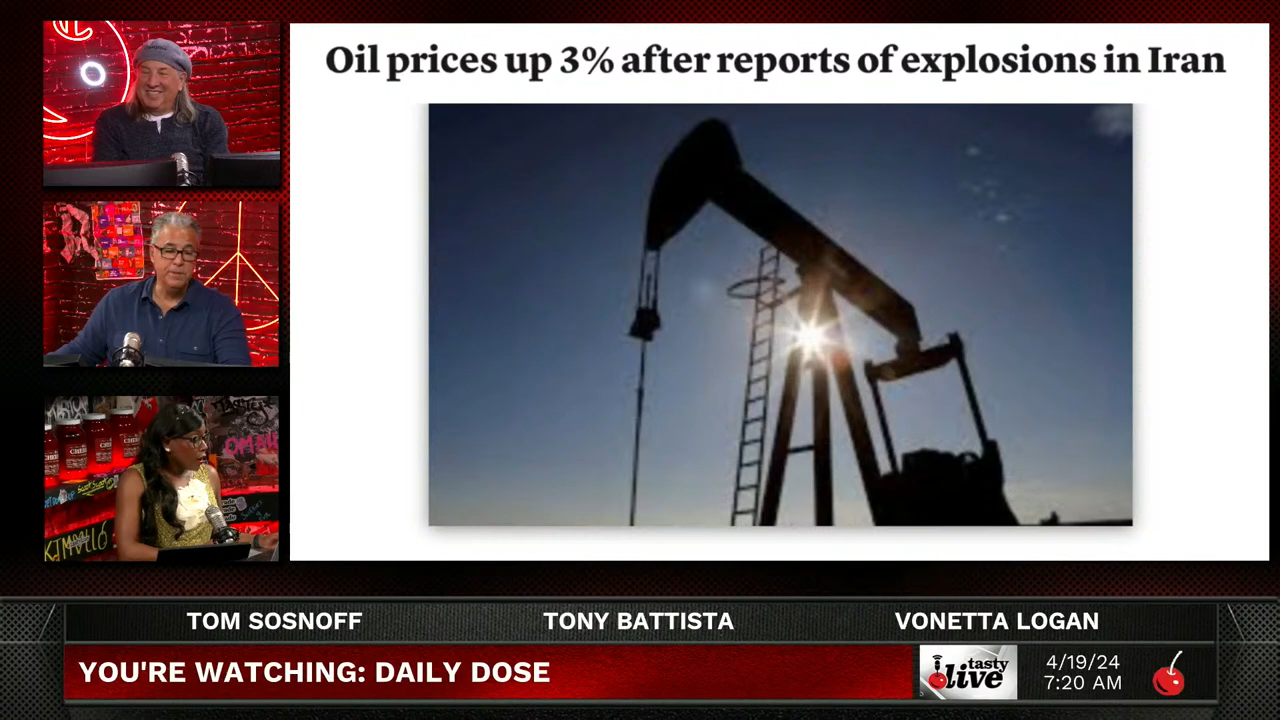 Oil prices up 3% after reports of explosions in Iran
TOM SOSNOFF
TONY BATTISTA
VONETTA LOGAN
YOU'RE WATCHING: DAILY DOSE
tasty
live
4/19/24
7:20 AM